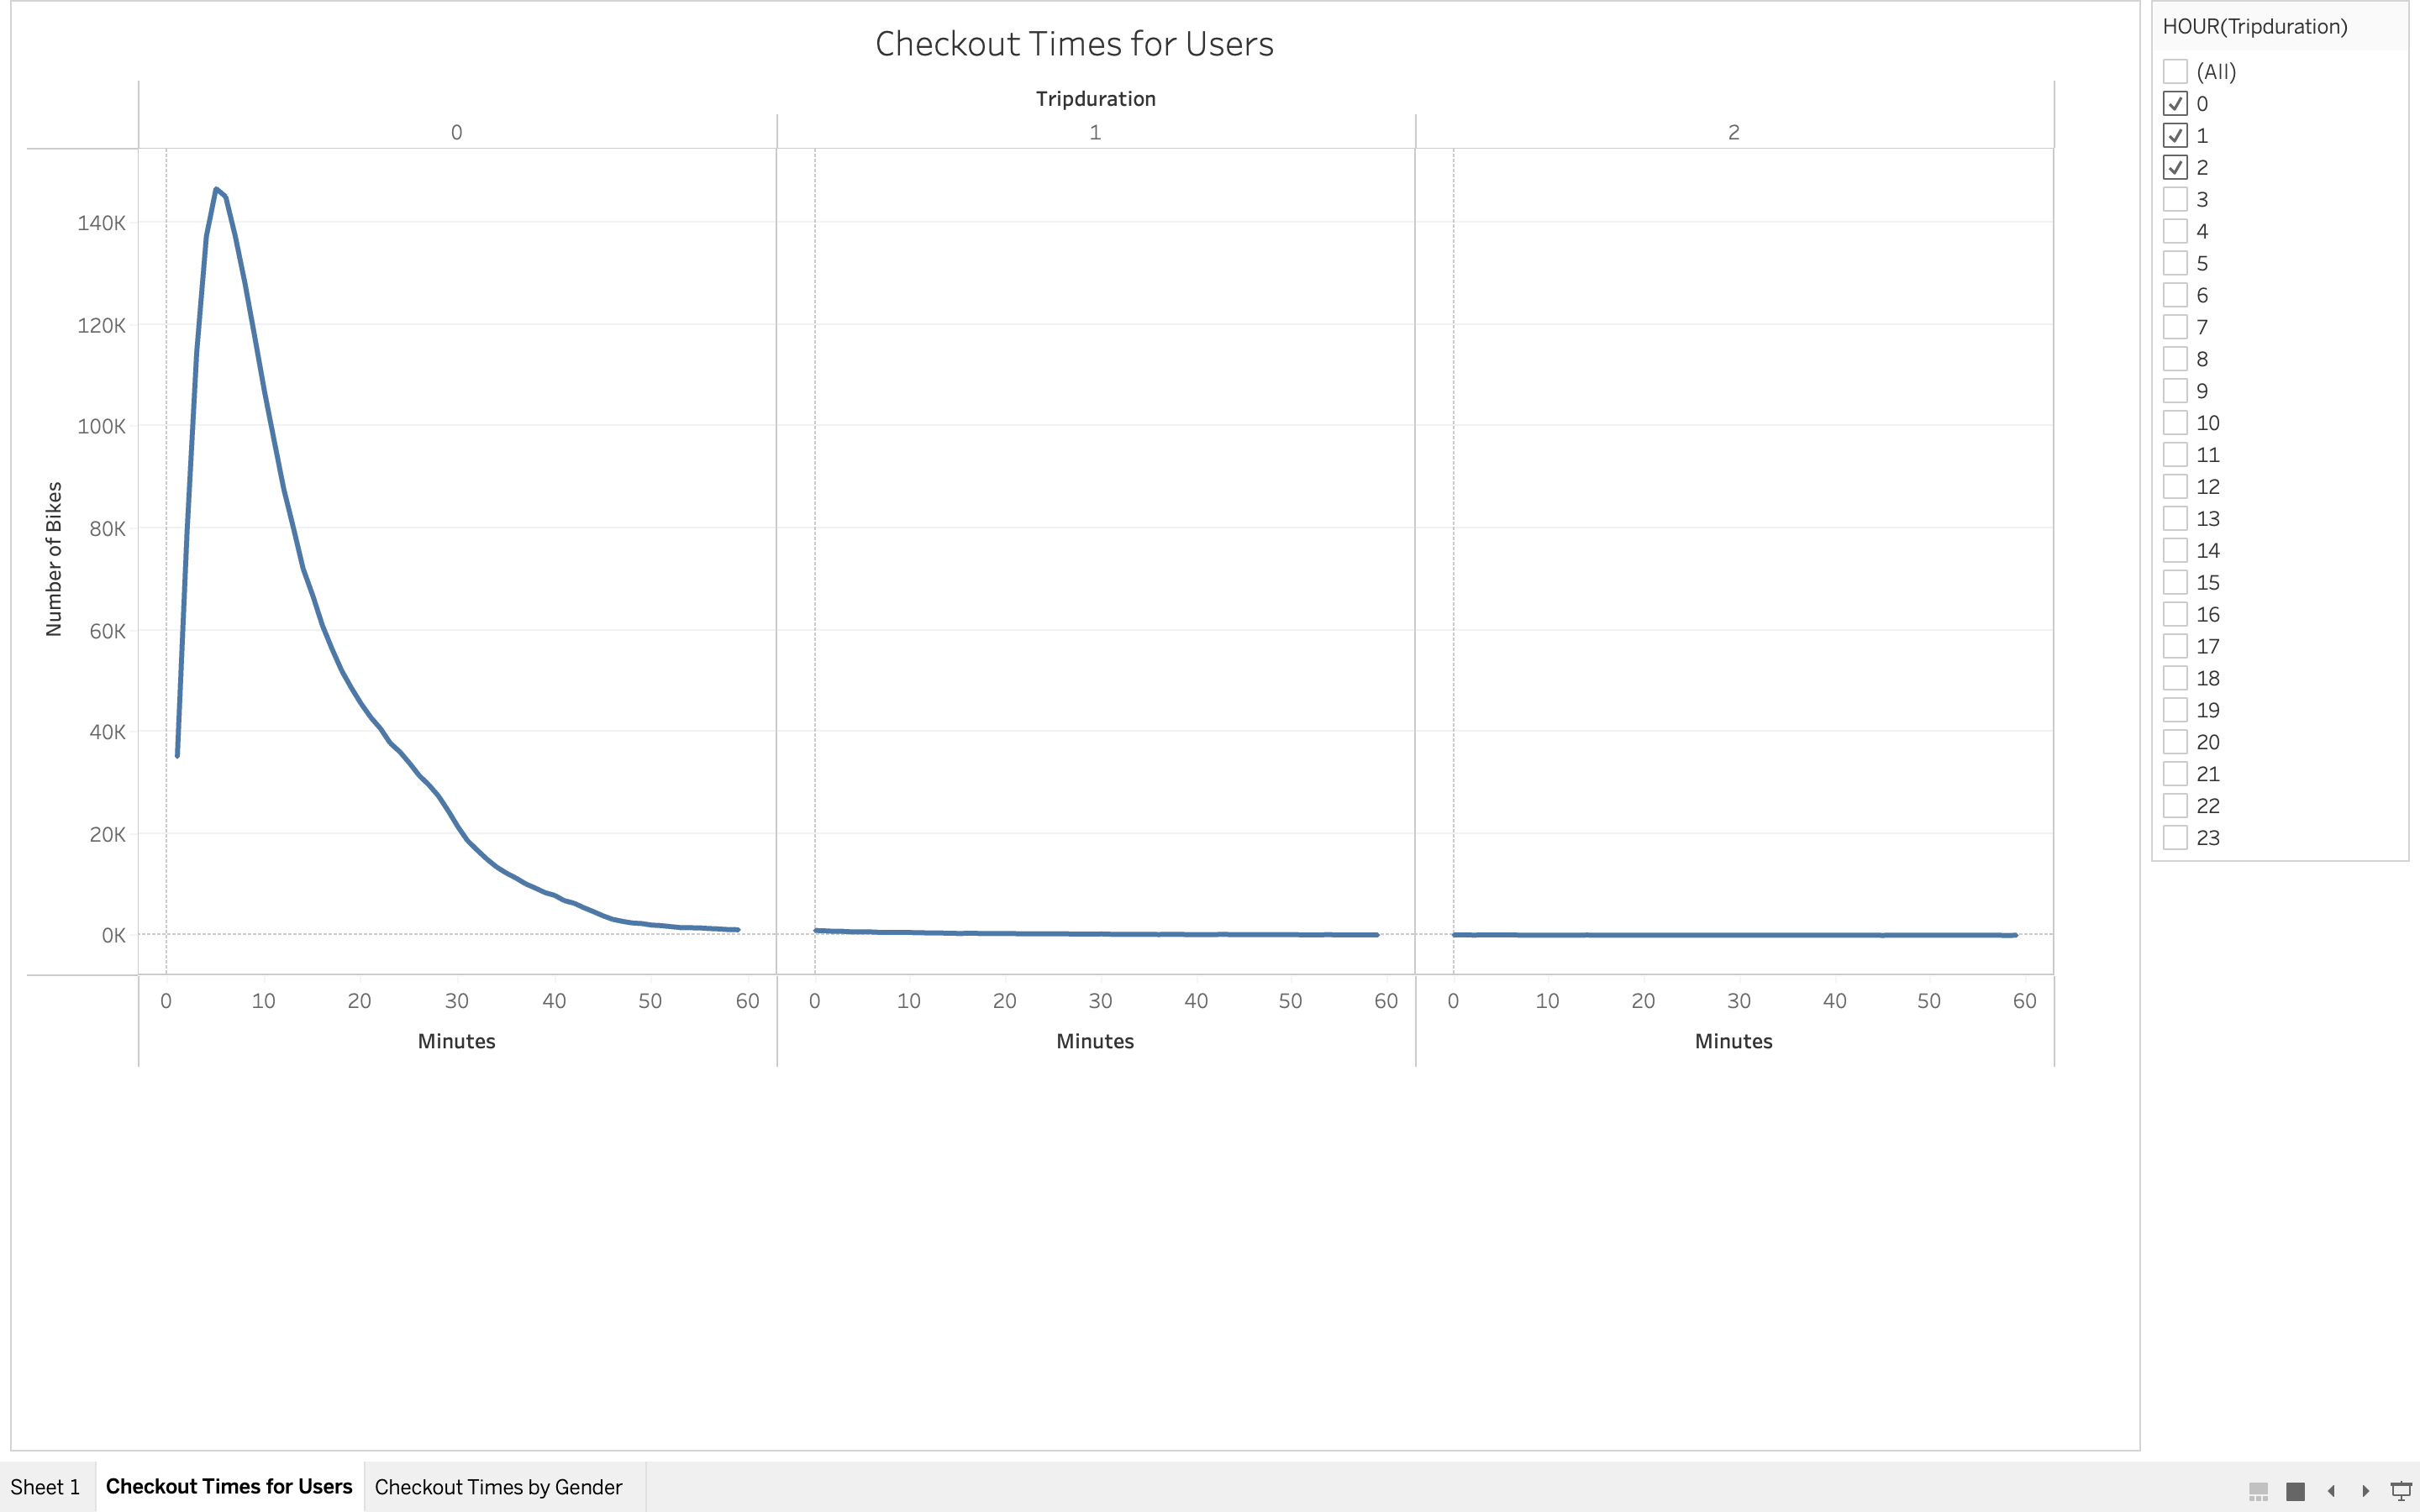 Checkout Times for Users
Tripduration
0 1 2
Number of Bikes
140K
120K
100K
80K
60K
40K
20K
0K
0 10 20 30 40 50 60 0 10 20 30 40 50 60 0 10 20 30 40 50 60
Minutes Minutes Minutes
HOUR(Tripduration)
(All)
0
1
2
3
4
5
6
7
8
9
10
11
12
13
14
15
16
17
18
19
20
21
22
23
Sheet 1 Checkout Times for Users Checkout Times by Gender